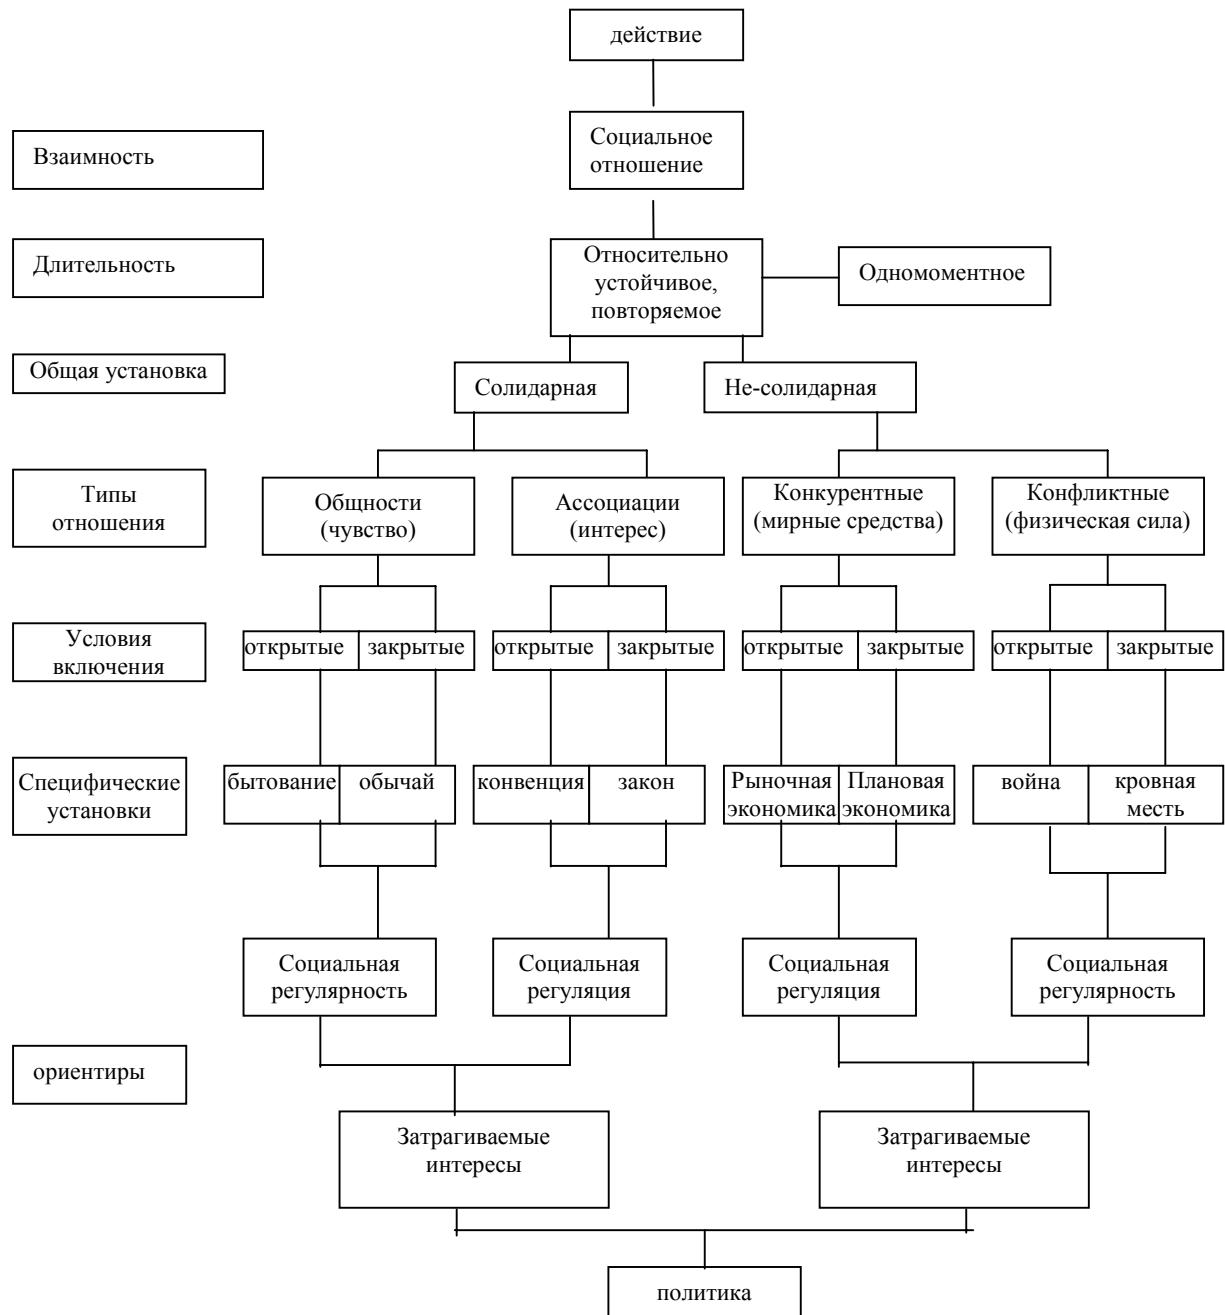 действие
Взаимность
Социальное
отношение
Длительность
Относительно
устойчивое,
повторяемое
Одномоментное
Общая установка
Солидарная
Не-солидарная
Типы
отношения
Общности
(чувство)
Ассоциации
(интерес)
Конкурентные
(мирные средства)
Конфликтные
(физическая сила)
Условия
включения
открытые
закрытые
открытые
закрытые
открытые
закрытые
открытые
закрытые
Специфические
установки
бытование
обычай
конвенция
закон
Рыночная
экономика
Плановая
экономика
война
кровная
месть
Социальная
регулярность
Социальная
регуляция
Социальная
регуляция
Социальная
регулярность
ориентиры
Затрагиваемые
интересы
Затрагиваемые
интересы
политика